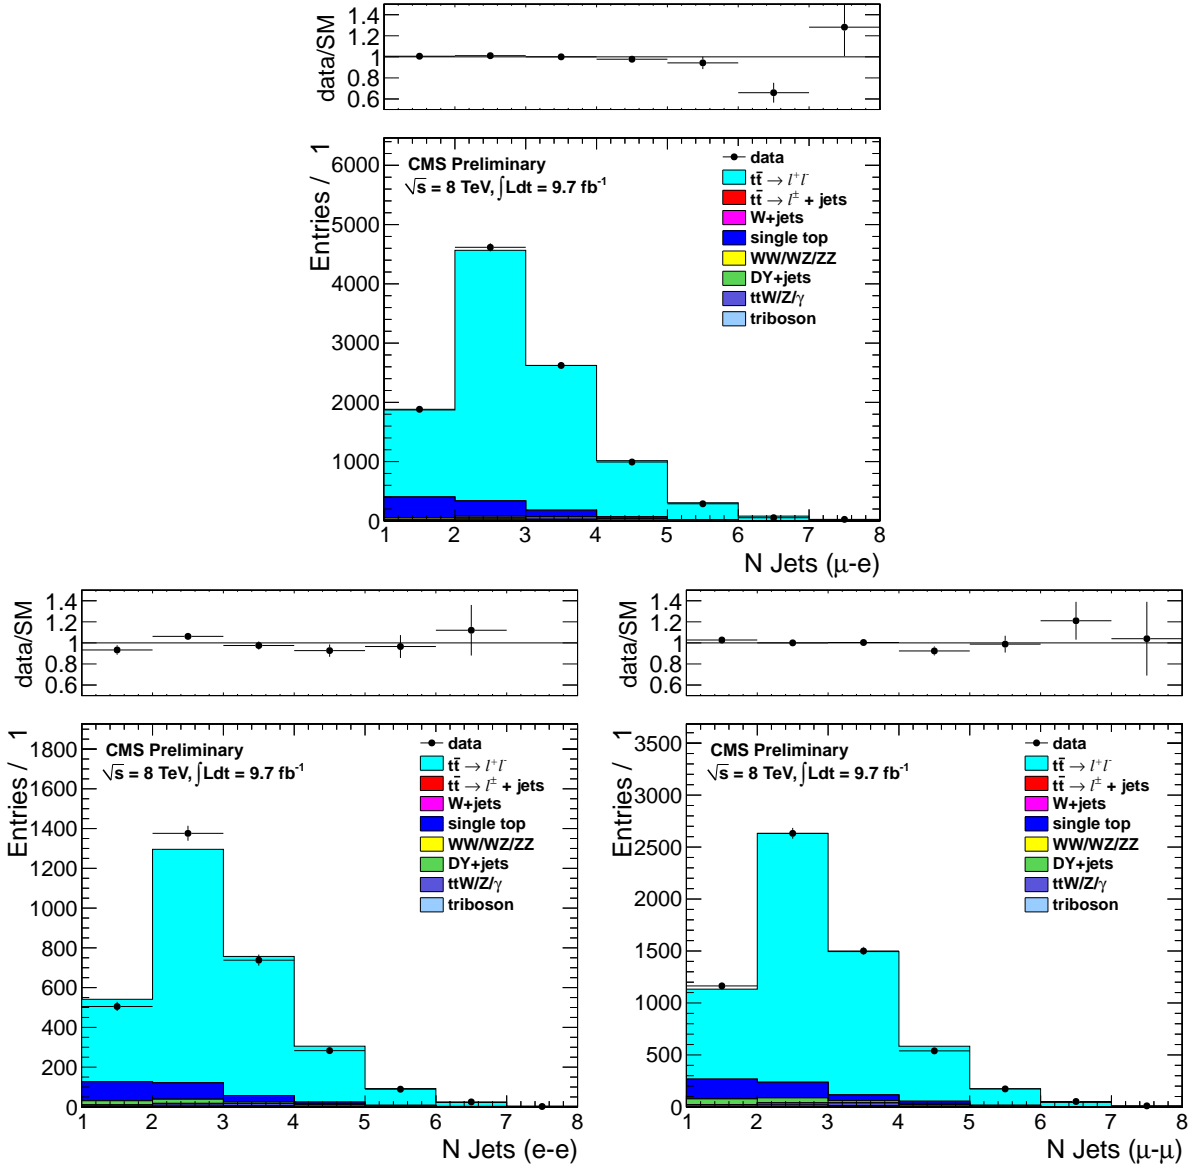 data/SM
1.4
1.2
1
0.8
0.6
Entries / 1
6000
5000
4000
3000
2000
1000
0
CMS Preliminary
√s = 8 TeV, ∫Ldt = 9.7 fb⁻¹
data
tt̄ → l⁺l⁻
tt̄ → l± + jets
W+jets
single top
WW/WZ/ZZ
DY+jets
ttW/Z/γ
triboson
1 2 3 4 5 6 7 8
N Jets (μ-e)
data/SM
1.4
1.2
1
0.8
0.6
Entries / 1
1800
1600
1400
1200
1000
800
600
400
200
0
CMS Preliminary
√s = 8 TeV, ∫Ldt = 9.7 fb⁻¹
data
tt̄ → l⁺l⁻
tt̄ → l± + jets
W+jets
single top
WW/WZ/ZZ
DY+jets
ttW/Z/γ
triboson
1 2 3 4 5 6 7 8
N Jets (e-e)
data/SM
1.4
1.2
1
0.8
0.6
Entries / 1
3500
3000
2500
2000
1500
1000
500
0
CMS Preliminary
√s = 8 TeV, ∫Ldt = 9.7 fb⁻¹
data
tt̄ → l⁺l⁻
tt̄ → l± + jets
W+jets
single top
WW/WZ/ZZ
DY+jets
ttW/Z/γ
triboson
1 2 3 4 5 6 7 8
N Jets (μ-μ)